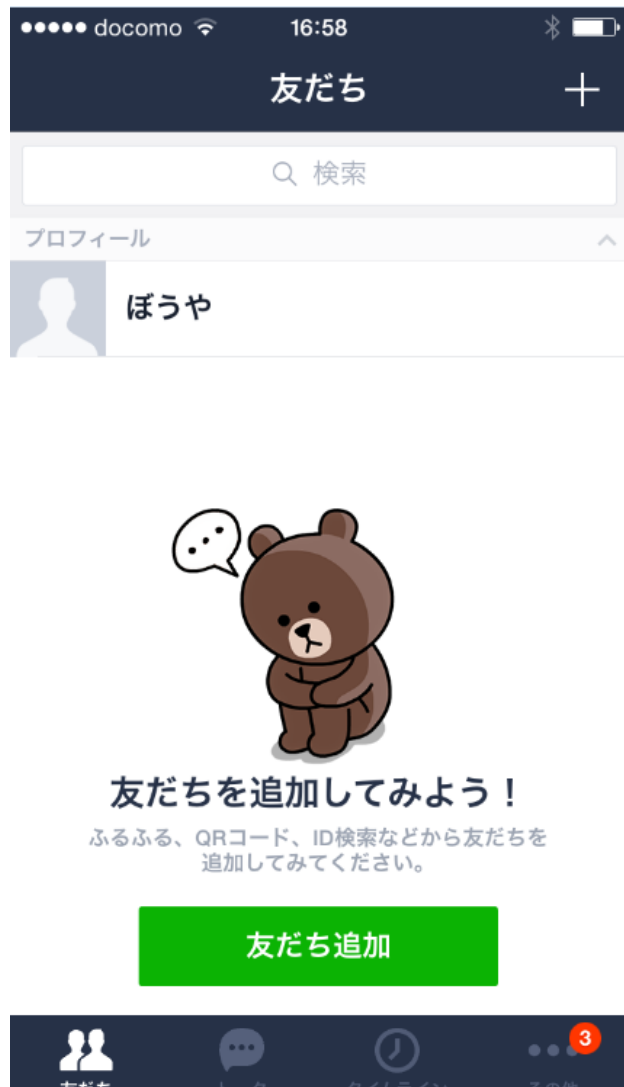 docomo 16:58
友だち
検索
プロフィール
ぼうや
友だちを追加してみよう！
ふるふる、QRコード、ID検索などから友だちを
追加してみてください。
友だち追加
3
友だち